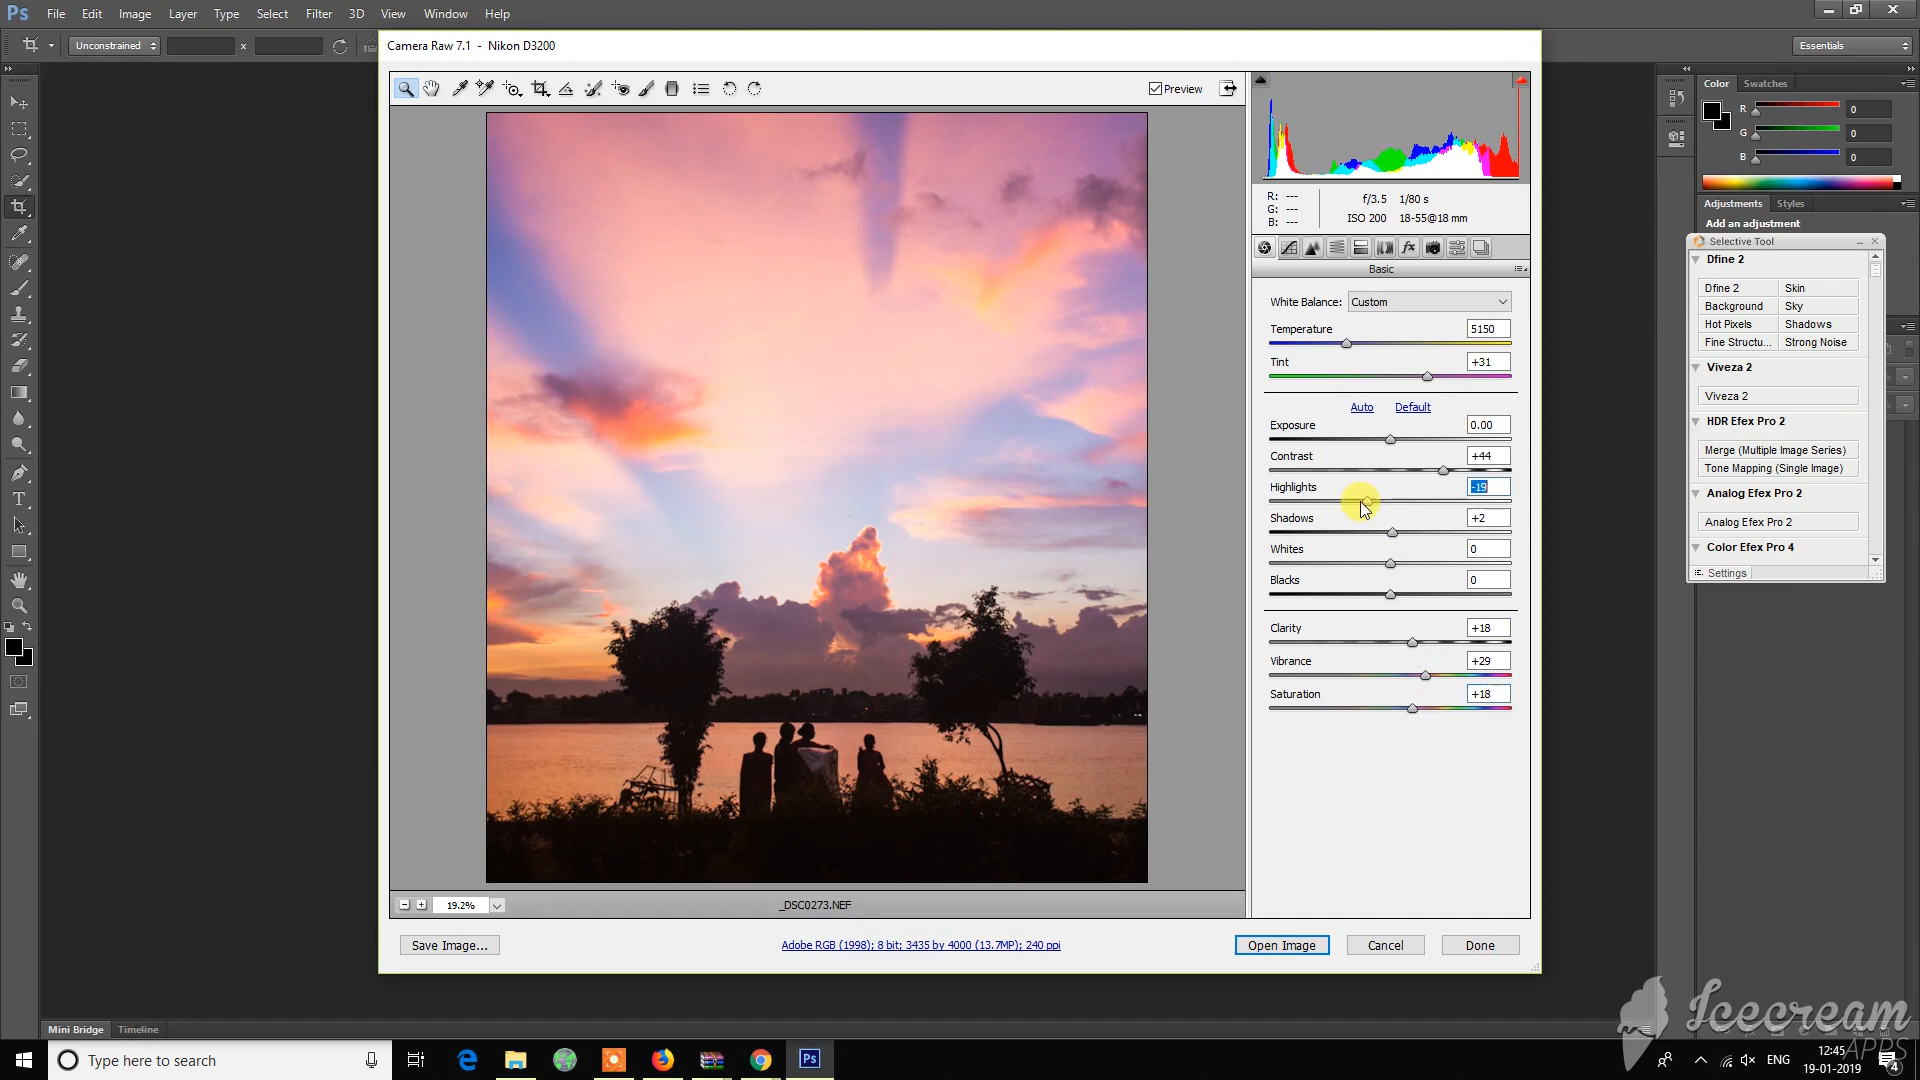 Ps File Edit Image Layer Type Select Filter 3D View Window Help
Unconstrained x
Essentials
Camera Raw 7.1 - Nikon D3200
Preview
R: ---
G: ---
B: ---
f/3.5 1/80 s
ISO 200 18-55@18 mm
Basic
White Balance: Custom
Temperature 5150
Tint +31
Auto Default
Exposure 0.00
Contrast +44
Highlights -19
Shadows +2
Whites 0
Blacks 0
Clarity +18
Vibrance +29
Saturation +18
19.2%
_DSC0273.NEF
Save Image...
Adobe RGB (1998); 8 bit; 3435 by 4000 (13.7MP); 240 ppi
Open Image Cancel Done
Color Swatches
R 0
G 0
B 0
Adjustments Styles
Add an adjustment
Selective Tool
Dfine 2
Dfine 2 Skin
Background Sky
Hot Pixels Shadows
Fine Structu... Strong Noise
Viveza 2
Viveza 2
HDR Efex Pro 2
Merge (Multiple Image Series)
Tone Mapping (Single Image)
Analog Efex Pro 2
Analog Efex Pro 2
Color Efex Pro 4
Settings
Mini Bridge Timeline
Icecream
APPS
Type here to search
Ps
ENG
12:45
19-01-2019
4